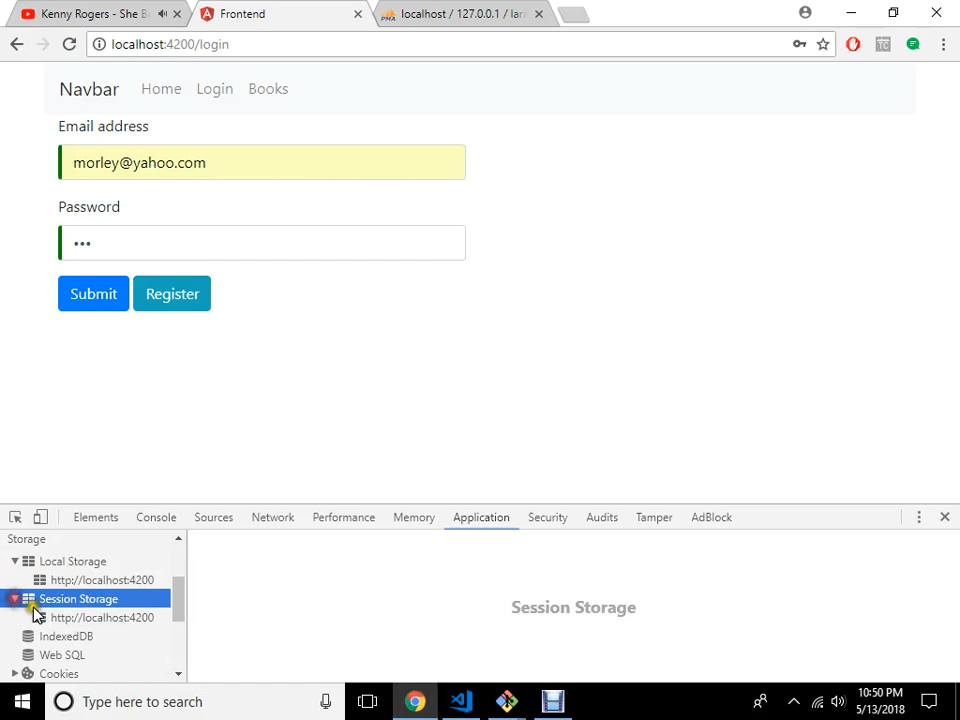 Kenny Rogers - She B
Frontend
PMA
localhost / 127.0.0.1 / lara
localhost:4200/login
TC
Navbar
Home
Login
Books
Email address
morley@yahoo.com
Password
•••
Submit
Register
Elements
Console
Sources
Network
Performance
Memory
Application
Security
Audits
Tamper
AdBlock
Storage
Local Storage
http://localhost:4200
Session Storage
http://localhost:4200
IndexedDB
Web SQL
Cookies
Session Storage
Type here to search
10:50 PM
5/13/2018